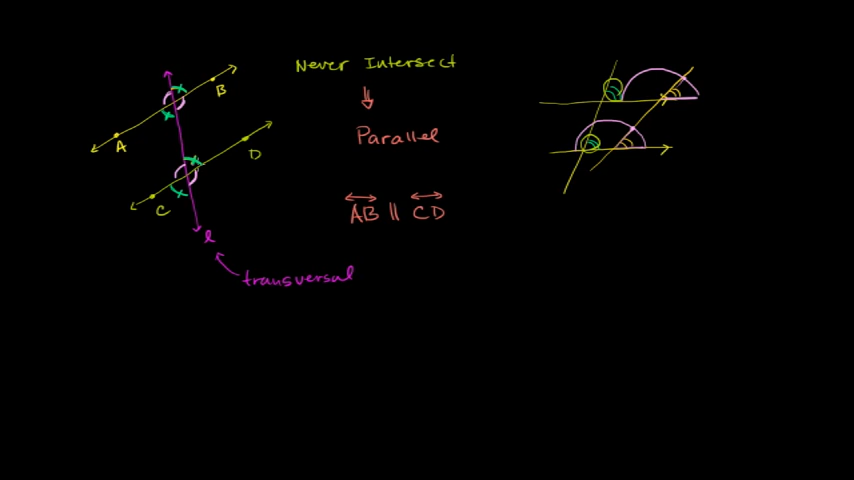 Never Intersect
⇓
Parallel
B
A
D
C
AB || CD
l
transversal